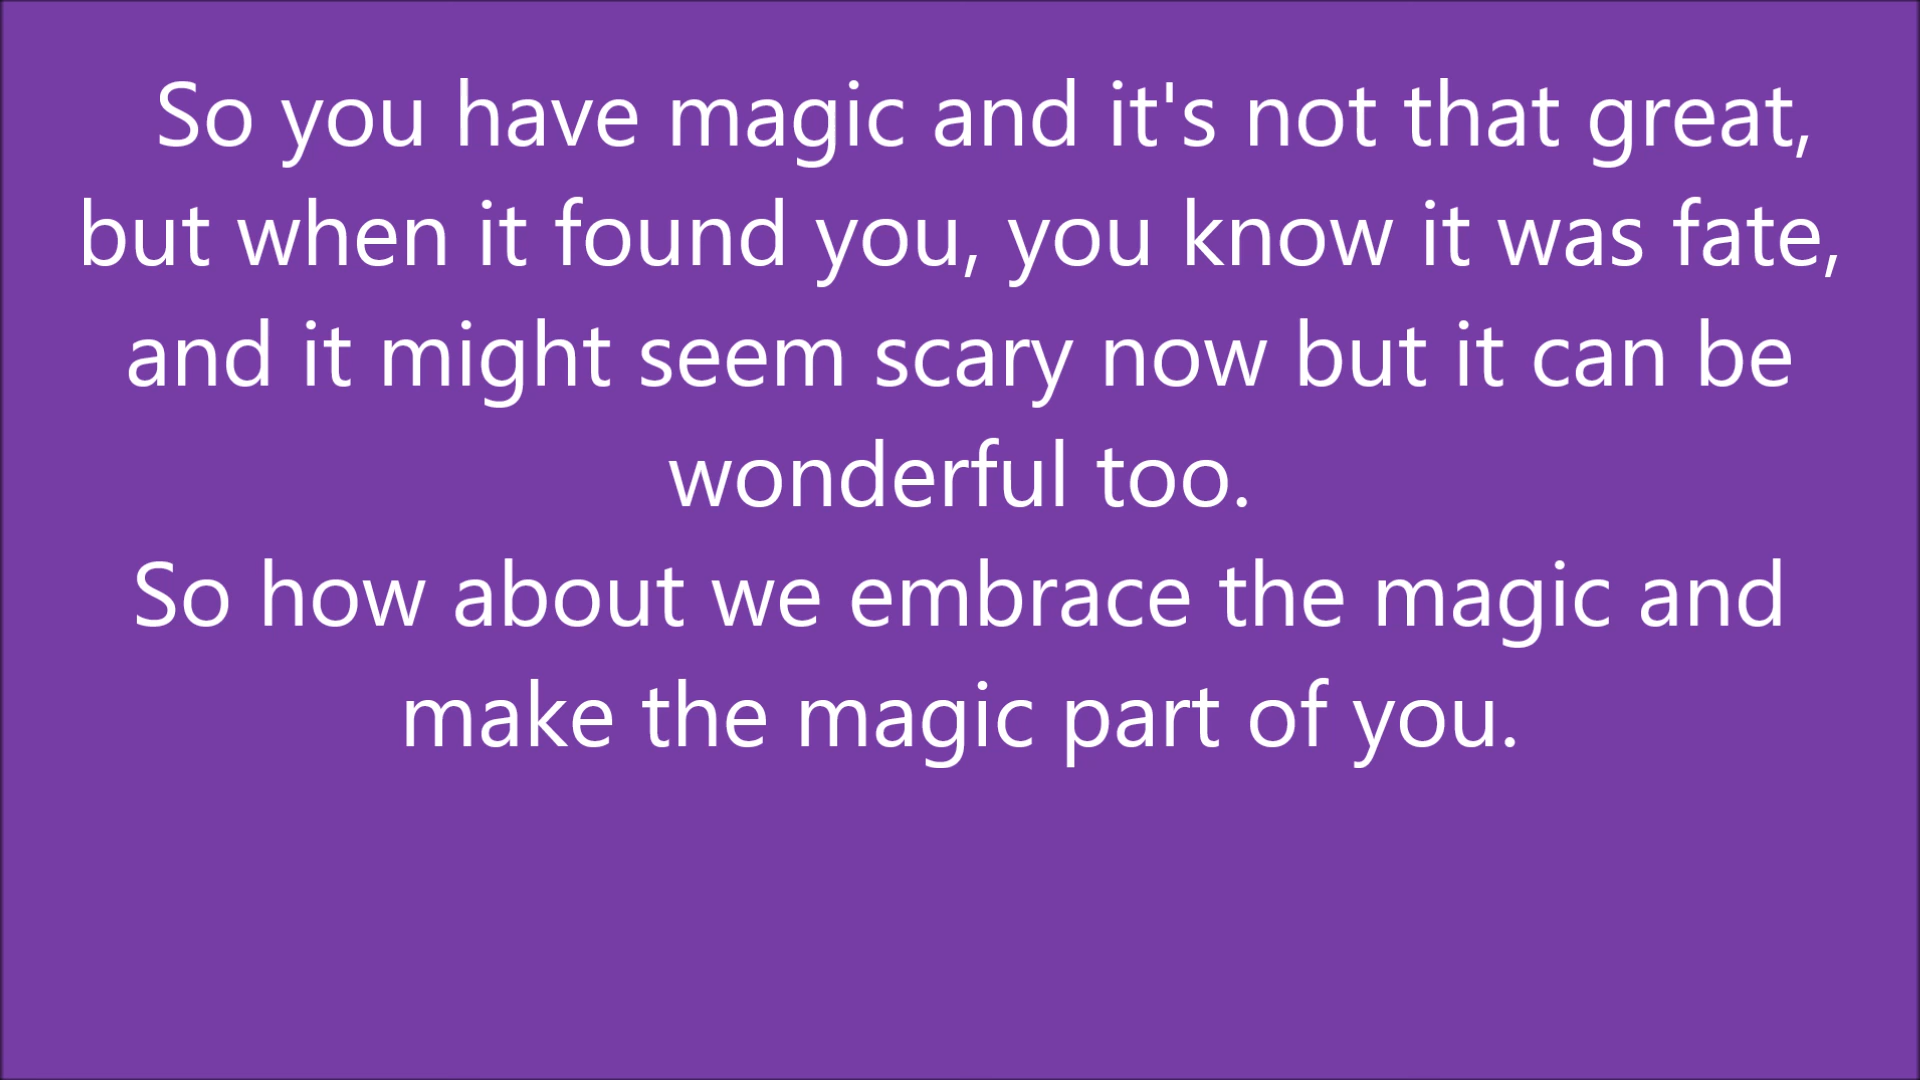 So you have magic and it's not that great,
but when it found you, you know it was fate,
and it might seem scary now but it can be
wonderful too.
So how about we embrace the magic and
make the magic part of you.